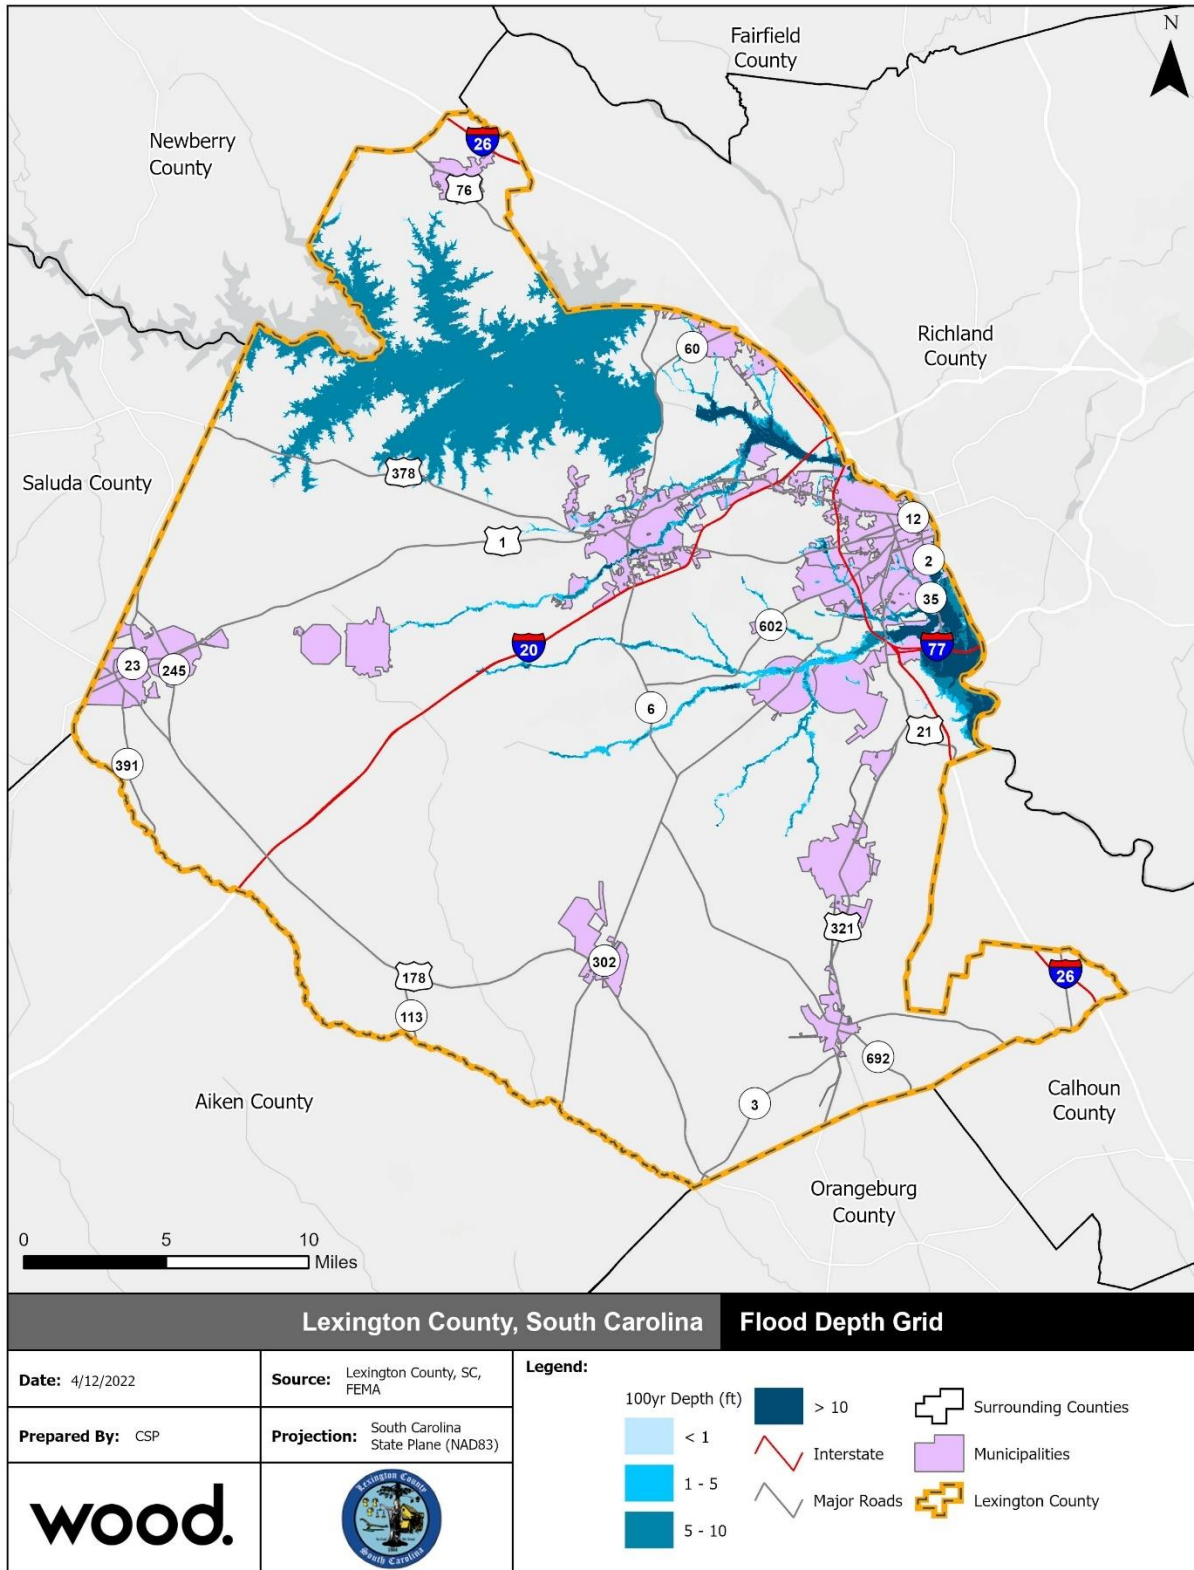 Fairfield
County
N
Newberry
County
26
76
Richland
County
60
Saluda County
378
12
1
2
35
602
23
245
20
77
6
21
391
321
302
178
26
113
692
Aiken County
3
Calhoun
County
Orangeburg
County
0 5 10
Miles
Lexington County, South Carolina Flood Depth Grid
Date: 4/12/2022
Source: Lexington County, SC,
FEMA
Prepared By: CSP
Projection: South Carolina
State Plane (NAD83)
wood.
Lexington County
South Carolina
Legend:
100yr Depth (ft)
< 1
1 - 5
5 - 10
> 10
Interstate
Major Roads
Surrounding Counties
Municipalities
Lexington County